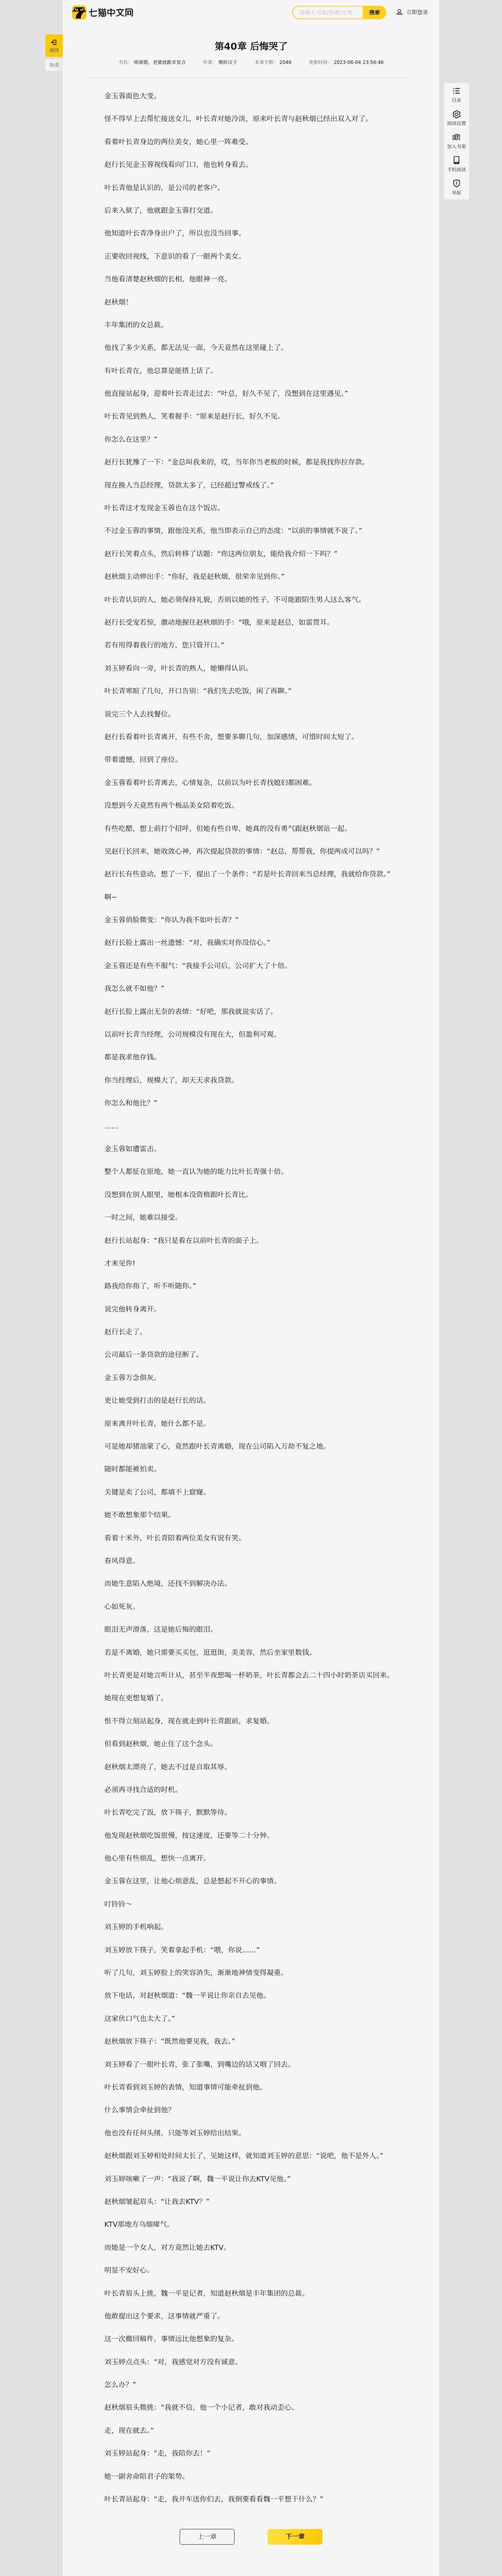 七猫中文网
请输入书名/作者/主角
搜索
立即登录
返回
指南
目录
阅读设置
加入书架
手机阅读
举报
第40章 后悔哭了
本章字数： 2046
更新时间： 2023-06-04 23:56:46
金玉蓉面色大变。
怪不得早上去帮忙接送女儿，叶长青对她冷淡，原来叶长青与赵秋烟已经出双入对了。
看着叶长青身边的两位美女，她心里一阵难受。
赵行长见金玉蓉视线看向门口，他也转身看去。
叶长青他是认识的，是公司的老客户。
后来入狱了，他就跟金玉蓉打交道。
他知道叶长青净身出户了，所以也没当回事。
正要收回视线，下意识的看了一眼两个美女。
当他看清楚赵秋烟的长相，他眼神一亮。
赵秋烟！
丰年集团的女总裁。
他找了多少关系，都无法见一面，今天竟然在这里碰上了。
有叶长青在，他总算是能搭上话了。
他直接站起身，迎着叶长青走过去：“叶总，好久不见了，没想到在这里遇见。”
叶长青见到熟人，笑着握手：“原来是赵行长，好久不见。
你怎么在这里？”
赵行长犹豫了一下：“金总叫我来的，哎，当年你当老板的时候，都是我找你拉存款。
现在换人当总经理，贷款太多了，已经超过警戒线了。”
叶长青这才发现金玉蓉也在这个饭店。
不过金玉蓉的事情，跟他没关系，他当即表示自己的态度：“以前的事情就不说了。”
赵行长笑着点头，然后转移了话题：“你这两位朋友，能给我介绍一下吗？”
赵秋烟主动伸出手：“你好，我是赵秋烟，很荣幸见到你。”
叶长青认识的人，她必须保持礼貌，否则以她的性子，不可能跟陌生男人这么客气。
赵行长受宠若惊，激动地握住赵秋烟的手：“哦，原来是赵总，如雷贯耳。
若有用得着我行的地方，您只管开口。”
刘玉婷看向一旁，叶长青的熟人，她懒得认识。
叶长青寒暄了几句，开口告别：“我们先去吃饭，闲了再聊。”
说完三个人去找餐位。
赵行长看着叶长青离开，有些不舍，想要多聊几句，加深感情，可惜时间太短了。
带着遗憾，回到了座位。
金玉蓉看着叶长青离去，心情复杂，以前以为叶长青找媳妇都困难。
没想到今天竟然有两个极品美女陪着吃饭。
有些吃醋，想上前打个招呼，但她有些自卑，她真的没有勇气跟赵秋烟站一起。
见赵行长回来，她收敛心神，再次提起贷款的事情：“赵总，帮帮我，你提两成可以吗？”
赵行长有些意动，想了一下，提出了一个条件：“若是叶长青回来当总经理，我就给你贷款。”
啊~
金玉蓉俏脸微变：“你认为我不如叶长青？”
赵行长脸上露出一丝遗憾：“对，我确实对你没信心。”
金玉蓉还是有些不服气：“我接手公司后，公司扩大了十倍。
我怎么就不如他？”
赵行长脸上露出无奈的表情：“好吧，那我就说实话了。
以前叶长青当经理，公司规模没有现在大，但盈利可观。
都是我求他存钱。
你当经理后，规模大了，却天天求我贷款。
你怎么和他比？”
……
金玉蓉如遭雷击。
整个人都怔在原地，她一直认为她的能力比叶长青强十倍。
没想到在别人眼里，她根本没资格跟叶长青比。
一时之间，她难以接受。
赵行长站起身：“我只是看在以前叶长青的面子上。
才来见你!
路我给你指了，听不听随你。”
说完他转身离开。
赵行长走了。
公司最后一条贷款的途径断了。
金玉蓉万念俱灰。
更让她受到打击的是赵行长的话。
原来离开叶长青，她什么都不是。
可是她却猪油蒙了心，竟然跟叶长青离婚，现在公司陷入万劫不复之地。
随时都能被拍卖。
关键是卖了公司，都填不上窟窿。
她不敢想象那个结果。
看着十米外，叶长青陪着两位美女有说有笑。
春风得意。
而她生意陷入绝境，还找不到解决办法。
心如死灰。
眼泪无声滑落，这是她后悔的眼泪。
若是不离婚，她只需要买买包，逛逛街，美美容，然后坐家里数钱。
叶长青更是对她言听计从，甚至半夜想喝一杯奶茶，叶长青都会去二十四小时奶茶店买回来。
她现在更想复婚了。
恨不得立刻站起身，现在就走到叶长青跟前，求复婚。
但看到赵秋烟，她止住了这个念头。
赵秋烟太漂亮了，她去不过是自取其辱。
必须再寻找合适的时机。
叶长青吃完了饭，放下筷子，默默等待。
他发现赵秋烟吃饭很慢，按这速度，还要等二十分钟。
他心里有些烦乱，想快一点离开。
金玉蓉在这里，让他心烦意乱，总是想起不开心的事情。
叮铃铃～
刘玉婷的手机响起。
刘玉婷放下筷子，笑着拿起手机：“喂，你说……”
听了几句，刘玉婷脸上的笑容消失，渐渐地神情变得凝重。
放下电话，对赵秋烟道：“魏一平说让你亲自去见他。
这家伙口气也太大了。”
赵秋烟放下筷子：“既然他要见我，我去。”
刘玉婷看了一眼叶长青，张了张嘴，到嘴边的话又咽了回去。
叶长青看到刘玉婷的表情，知道事情可能牵扯到他。
什么事情会牵扯到他？
他也没有任何头绪，只能等刘玉婷给出结果。
赵秋烟跟刘玉婷相处时间太长了，见她这样，就知道刘玉婷的意思：“说吧，他不是外人。”
刘玉婷咳嗽了一声：“我说了啊，魏一平说让你去KTV见他。”
赵秋烟皱起眉头：“让我去KTV？”
KTV那地方乌烟瘴气。
而她是一个女人，对方竟然让她去KTV。
明显不安好心。
叶长青眉头上挑，魏一平是记者，知道赵秋烟是丰年集团的总裁。
他敢提出这个要求，这事情就严重了。
这一次撤回稿件，事情远比他想象的复杂。
刘玉婷点点头：“对，我感觉对方没有诚意。
怎么办？”
赵秋烟眉头微挑：“我就不信，他一个小记者，敢对我动歪心。
走，现在就去。”
刘玉婷站起身：“走，我陪你去！”
她一副舍命陪君子的架势。
叶长青站起身：“走，我开车送你们去，我倒要看看魏一平想干什么？”
上一章
下一章